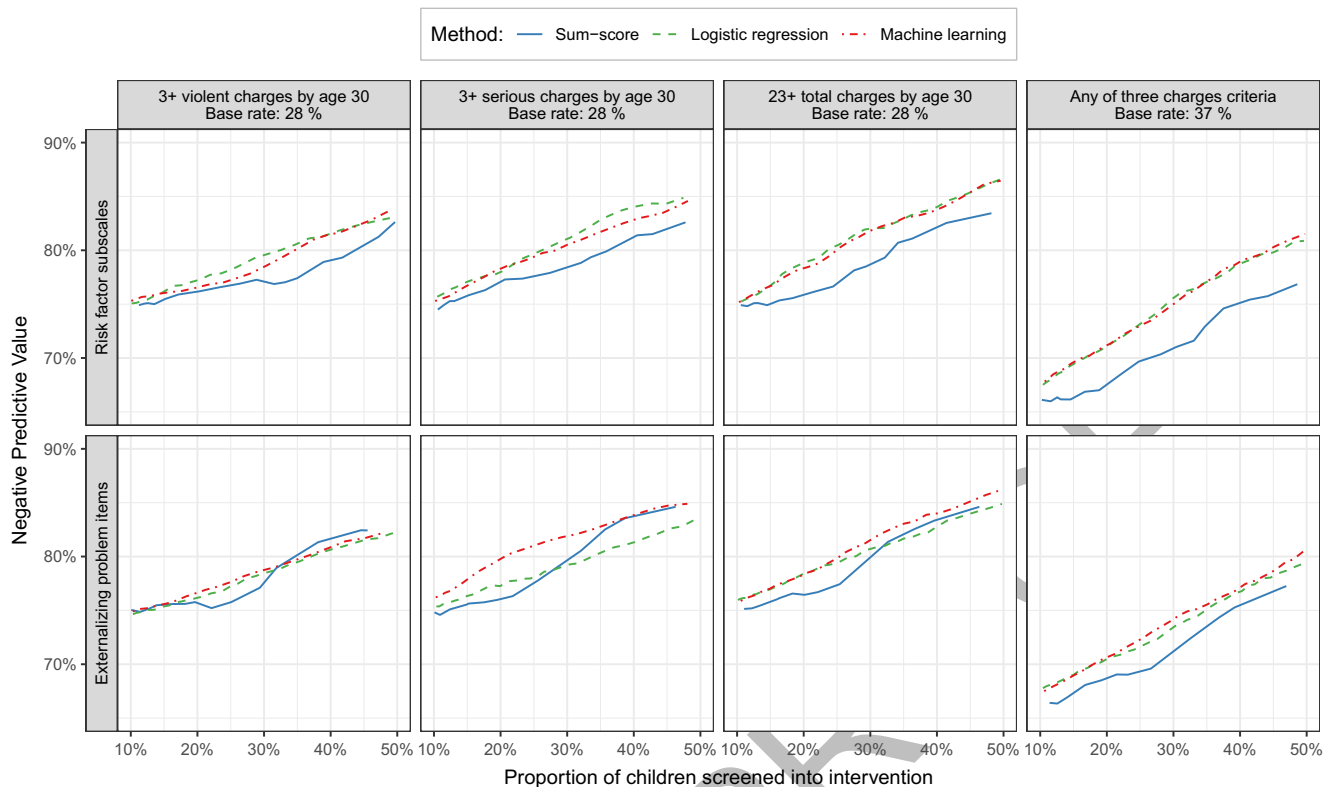 Method: Sum−score Logistic regression Machine learning
3+ violent charges by age 30
Base rate: 28 %
3+ serious charges by age 30
Base rate: 28 %
23+ total charges by age 30
Base rate: 28 %
Any of three charges criteria
Base rate: 37 %
Negative Predictive Value
Risk factor subscales
90%
80%
70%
Externalizing problem items
90%
80%
70%
10% 20% 30% 40% 50% 10% 20% 30% 40% 50% 10% 20% 30% 40% 50% 10% 20% 30% 40% 50%
Proportion of children screened into intervention